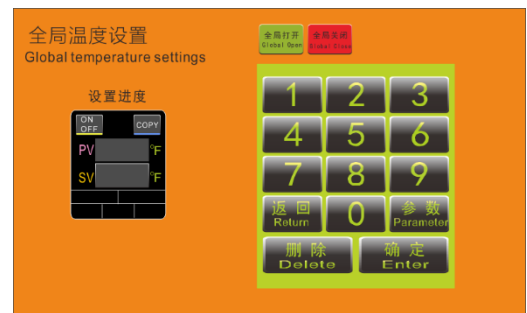 全局温度设置
Global temperature settings
全局打开
Global Open
全局关闭
Global Close
设置进度
ON
OFF
COPY
PV
°F
SV
°F
1
2
3
4
5
6
7
8
9
返 回
Return
0
参 数
Parameter
删 除
Delete
确 定
Enter